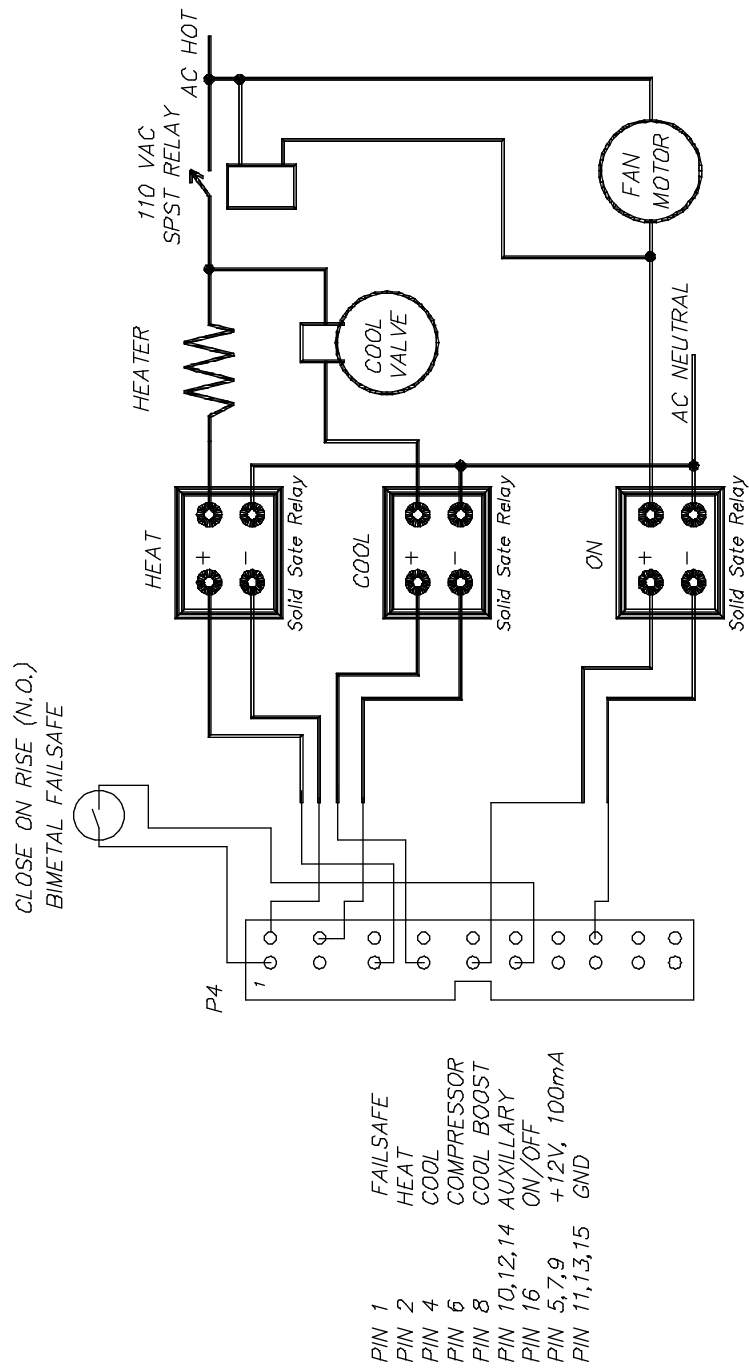 CLOSE ON RISE (N.O.)
BIMETAL FAILSAFE
HEAT
+
-
Solid Sate Relay
HEATER
110 VAC
SPST RELAY
AC HOT
COOL
+
-
Solid Sate Relay
COOL
VALVE
ON
+
-
Solid Sate Relay
AC NEUTRAL
FAN
MOTOR
P4
1
PIN 1 FAILSAFE
PIN 2 HEAT
PIN 4 COOL
PIN 6 COMPRESSOR
PIN 8 COOL BOOST
PIN 10,12,14 AUXILLARY
PIN 16 ON/OFF
PIN 5,7,9 +12V, 100mA
PIN 11,13,15 GND